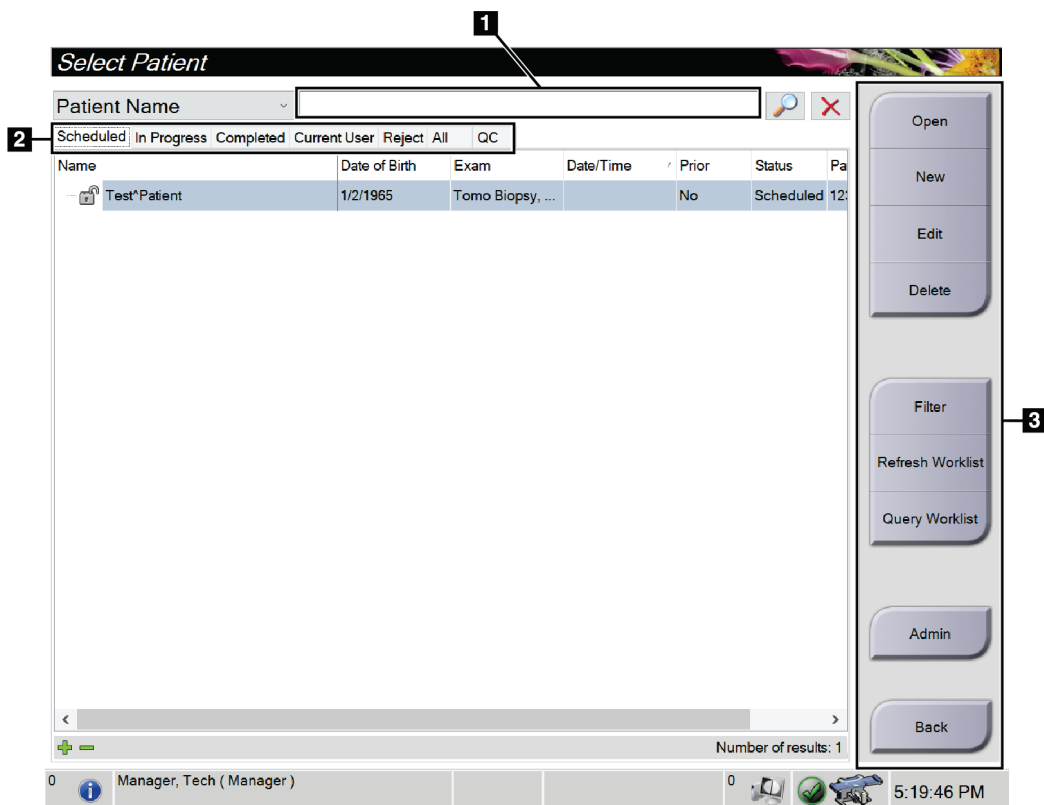 1
Select Patient
Patient Name
2
Scheduled In Progress Completed Current User Reject All QC
Name Date of Birth Exam Date/Time Prior Status Pa
Test^Patient 1/2/1965 Tomo Biopsy, ... No Scheduled 12
Open
New
Edit
Delete
Filter
3
Refresh Worklist
Query Worklist
Admin
Back
Number of results: 1
0 Manager, Tech ( Manager ) 0 5:19:46 PM